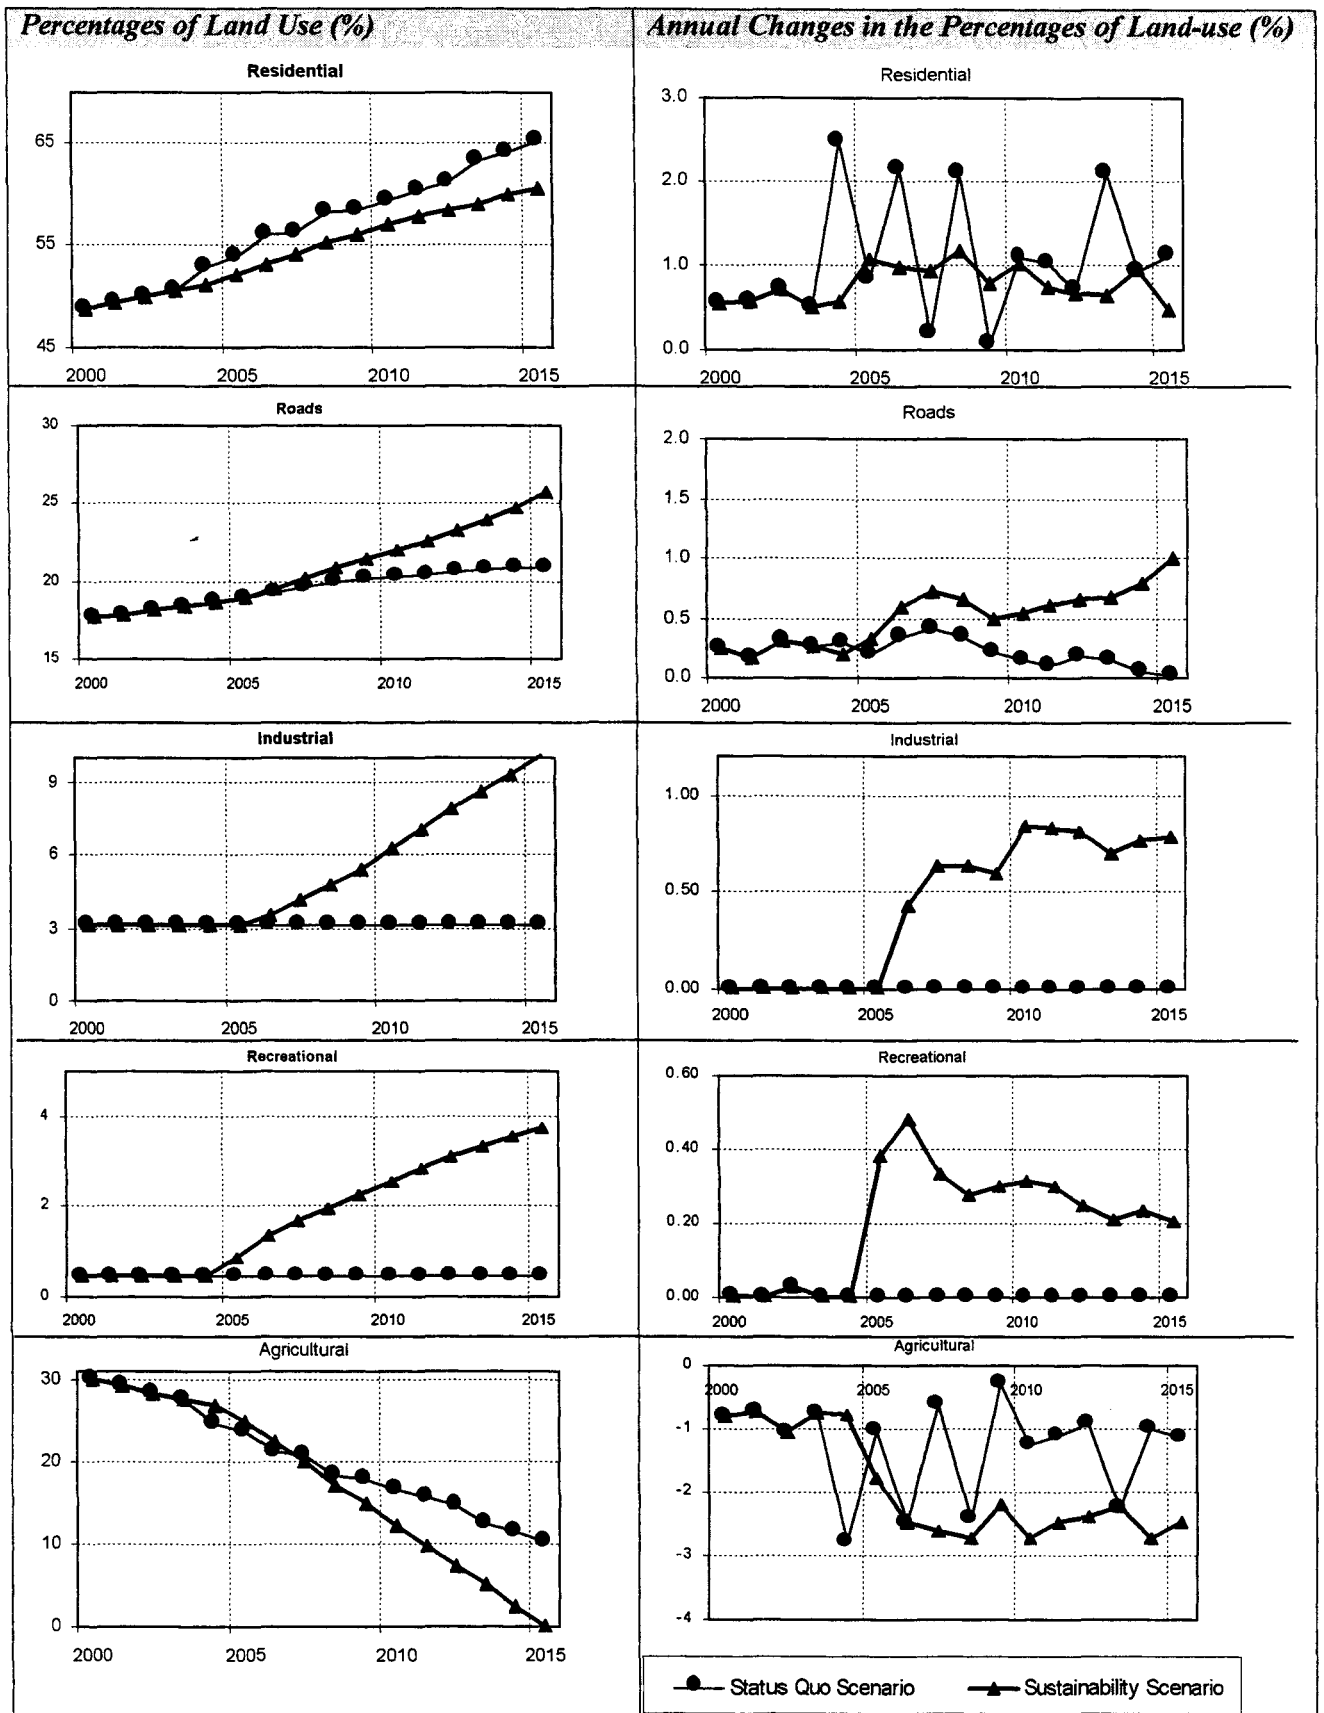 Percentages of Land Use (%)
Annual Changes in the Percentages of Land-use (%)
Residential
65
55
45
2000 2005 2010 2015
Residential
3.0
2.0
1.0
0.0
2000 2005 2010 2015
Roads
30
25
20
15
2000 2005 2010 2015
Roads
2.0
1.5
1.0
0.5
0.0
2000 2005 2010 2015
Industrial
9
6
3
0
2000 2005 2010 2015
Industrial
1.00
0.50
0.00
2000 2005 2010 2015
Recreational
4
2
0
2000 2005 2010 2015
Recreational
0.60
0.40
0.20
0.00
2000 2005 2010 2015
Agricultural
30
20
10
0
2000 2005 2010 2015
Agricultural
0
2000 2005 2010 2015
-1
-2
-3
-4
Status Quo Scenario Sustainability Scenario